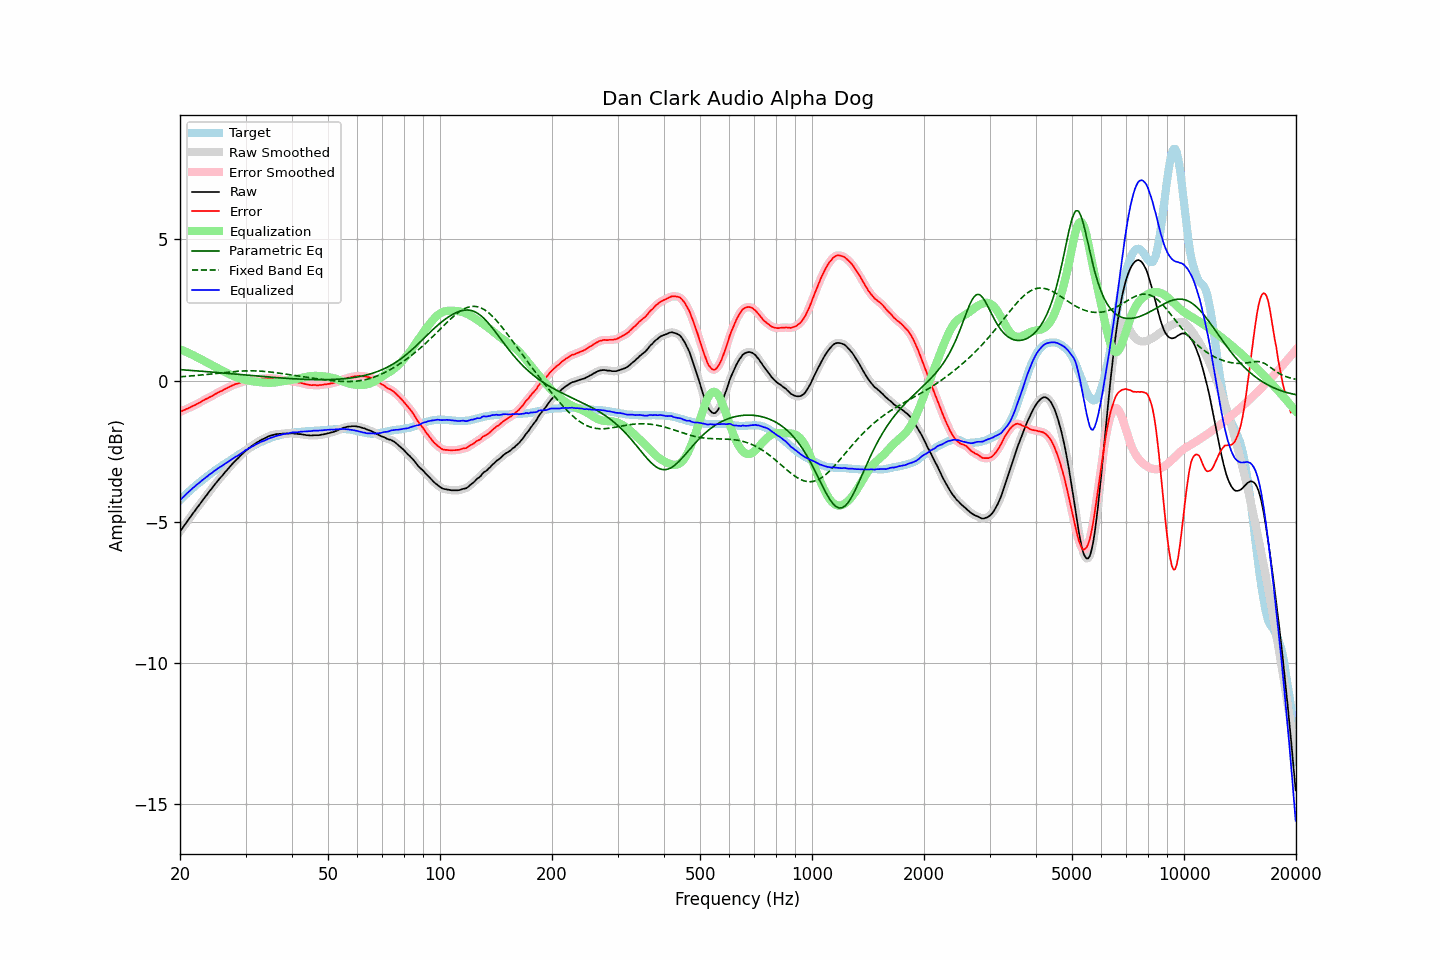 Dan Clark Audio Alpha Dog
Target
Raw Smoothed
Error Smoothed
Raw
Error
Equalization
Parametric Eq
Fixed Band Eq
Equalized
5
0
−5
−10
−15
Amplitude (dBr)
20 50 100 200 500 1000 2000 5000 10000 20000
Frequency (Hz)